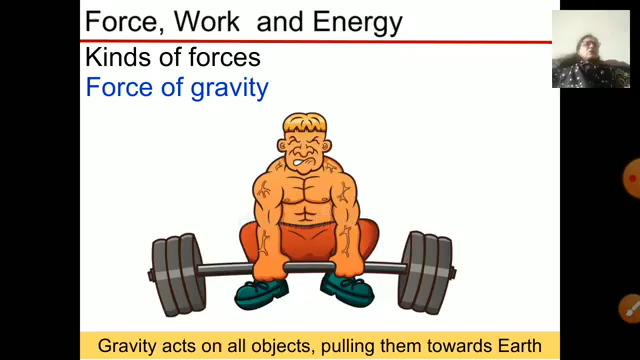 Force, Work and Energy
Kinds of forces
Force of gravity
Gravity acts on all objects, pulling them towards Earth